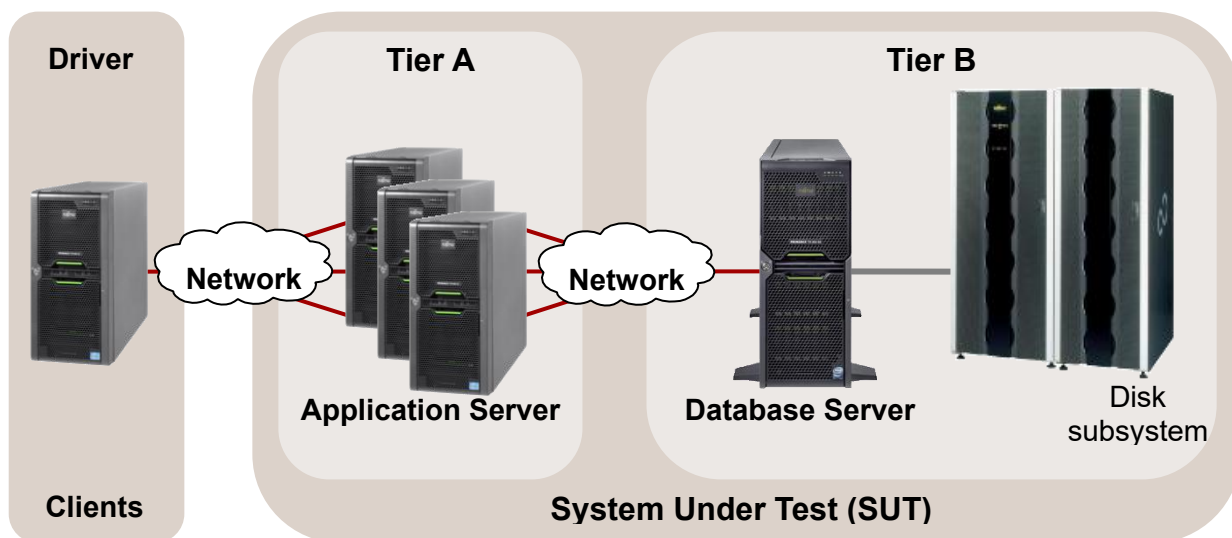 Driver
Tier A
Tier B
Network
Network
Application Server
Database Server
Disk
subsystem
Clients
System Under Test (SUT)